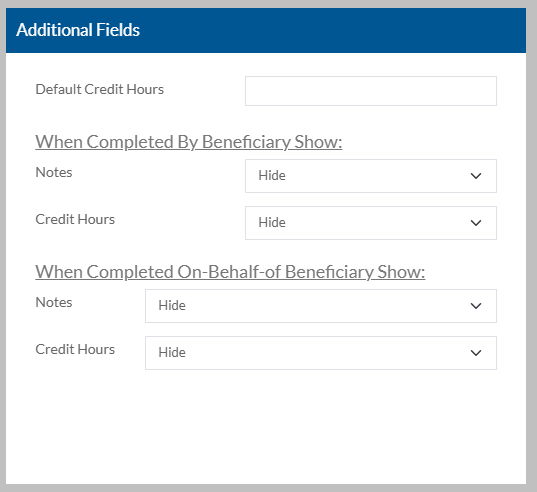 Additional Fields
Default Credit Hours
When Completed By Beneficiary Show:
Notes
Hide
Credit Hours
Hide
When Completed On-Behalf-of Beneficiary Show:
Notes
Hide
Credit Hours
Hide